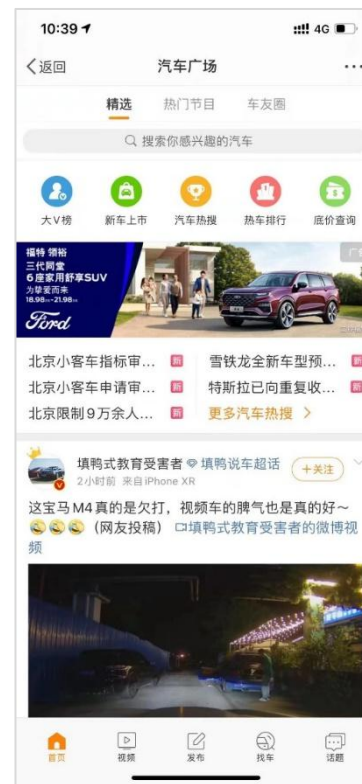 10:39
4G
返回
汽车广场
精选 热门节目 车友圈
搜索你感兴趣的汽车
大V榜 新车上市 汽车热搜 热车排行 底价查询
福特 领裕
三代同堂
6座家用舒享SUV
为挚爱而来
18.98万-21.98万
Ford
北京小客车指标审... 新
雪铁龙全新车型预... 新
北京小客车申请审... 新
特斯拉已向重复收... 新
北京限制9万余人... 新
更多汽车热搜 >
填鸭式教育受害者 填鸭说车超话
+关注
2小时前 来自 iPhone XR
这宝马M4真的是欠打，视频车的脾气也是真的好～
（网友投稿） 填鸭式教育受害者的微博视
频
首页 视频 发布 找车 话题